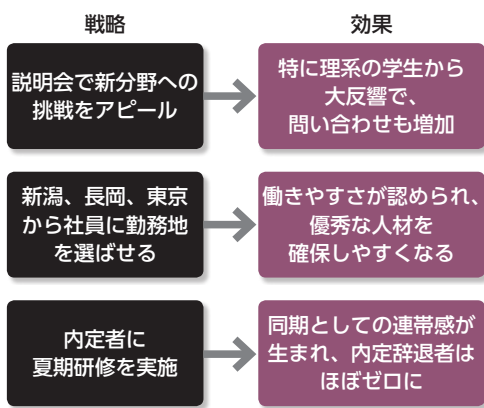 戦略
効果
説明会で新分野への
挑戦をアピール
特に理系の学生から
大反響で、
問い合わせも増加
新潟、長岡、東京
から社員に勤務地
を選ばせる
働きやすさが認められ、
優秀な人材を
確保しやすくなる
内定者に
夏期研修を実施
同期としての連帯感が
生まれ、内定辞退者は
ほぼゼロに